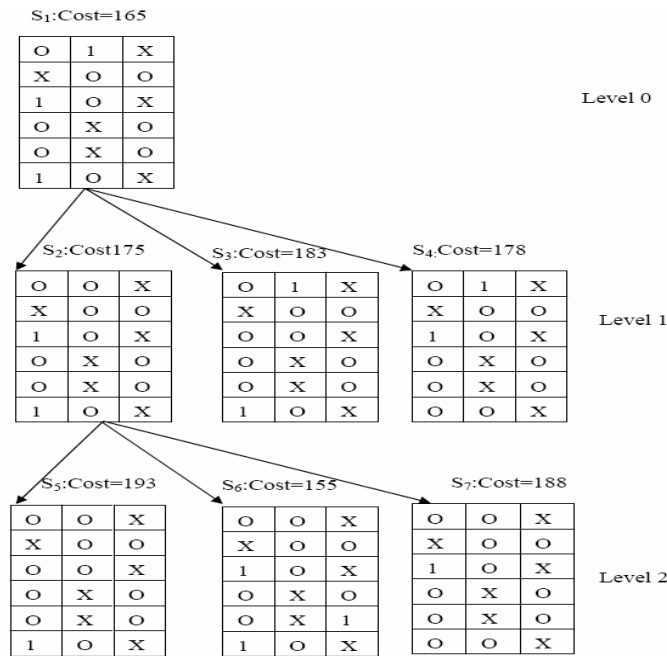 S₁:Cost=165
O 1 X
X O O
1 O X
O X O
O X O
1 O X
Level 0
S₂:Cost175 S₃:Cost=183 S₄:Cost=178
O O X O 1 X O 1 X
X O O X O O X O O
1 O X O O X 1 O X
O X O O X O O X O
O X O O X O O X O
1 O X 1 O X O O X
Level 1
S₅:Cost=193 S₆:Cost=155 S₇:Cost=188
O O X O O X O O X
X O O X O O X O O
O O X 1 O X 1 O X
O X O O X O O X O
O X O O X 1 O X O
1 O X 1 O X O O X
Level 2